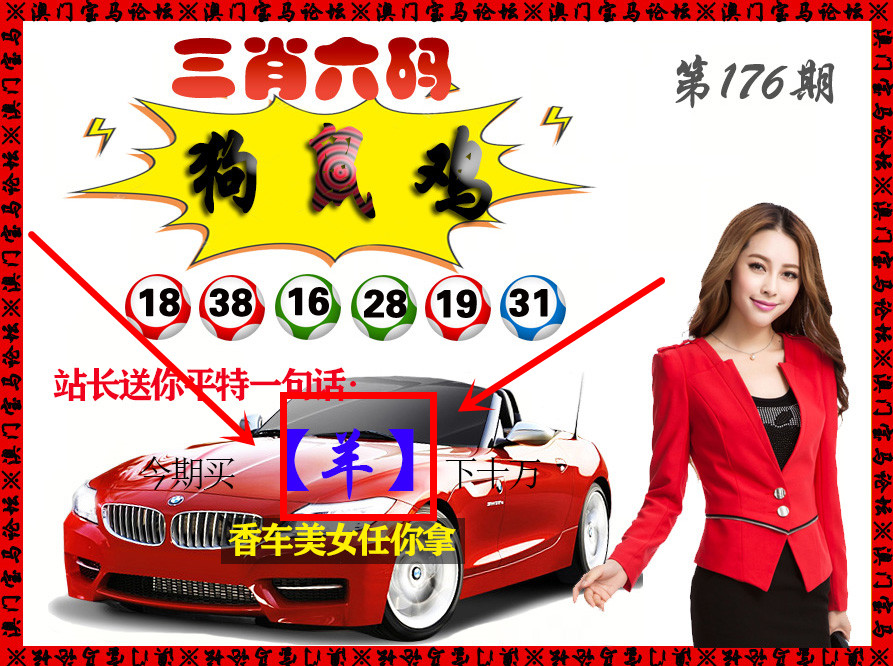 ※澳门宝马论坛※澳门宝马论坛※澳门宝马论坛※澳门宝马论坛※澳门宝马论坛※
三肖六码
第176期
狗 鼠 鸡
18 38 16 28 19 31
站长送你平特一句话:
今期买【羊】下十万
香车美女任你拿